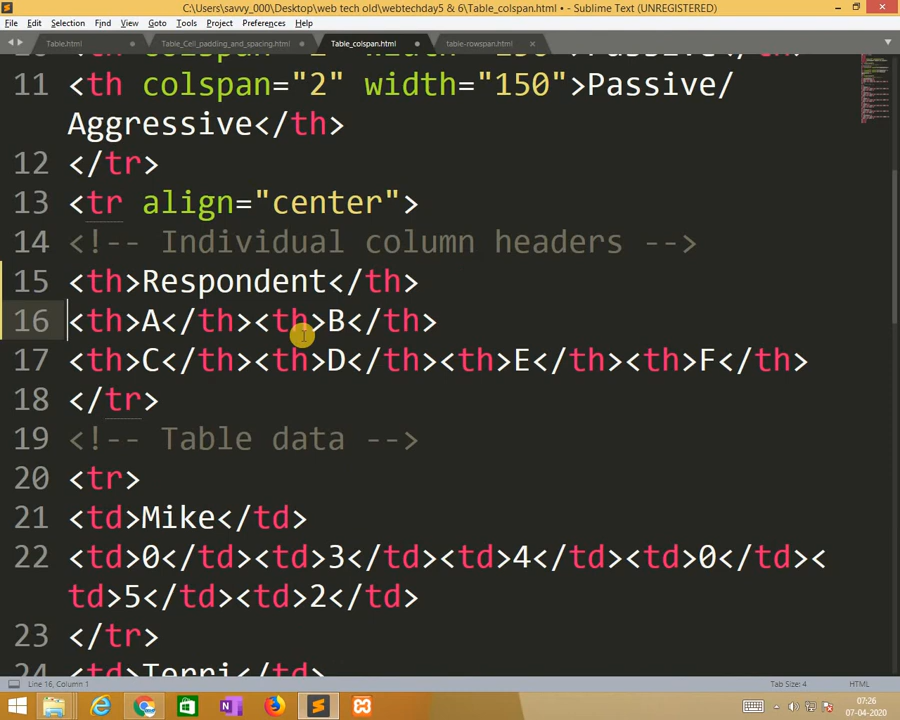 C:\Users\savvy_000\Desktop\web tech old\webtechday5 & 6\Table_colspan.html • - Sublime Text (UNREGISTERED)
File Edit Selection Find View Goto Tools Project Preferences Help
Table.html Table_Cell_padding_and_spacing.html Table_colspan.html table-rowspan.html
11 <th colspan="2" width="150">Passive/
Aggressive</th>
12 </tr>
13 <tr align="center">
14 <!-- Individual column headers -->
15 <th>Respondent</th>
16 <th>A</th><th>B</th>
17 <th>C</th><th>D</th><th>E</th><th>F</th>
18 </tr>
19 <!-- Table data -->
20 <tr>
21 <td>Mike</td>
22 <td>0</td><td>3</td><td>4</td><td>0</td><
td>5</td><td>2</td>
23 </tr>
24 <td>Terri</td>
Line 16, Column 1 Tab Size: 4 HTML
07:26
07-04-2020